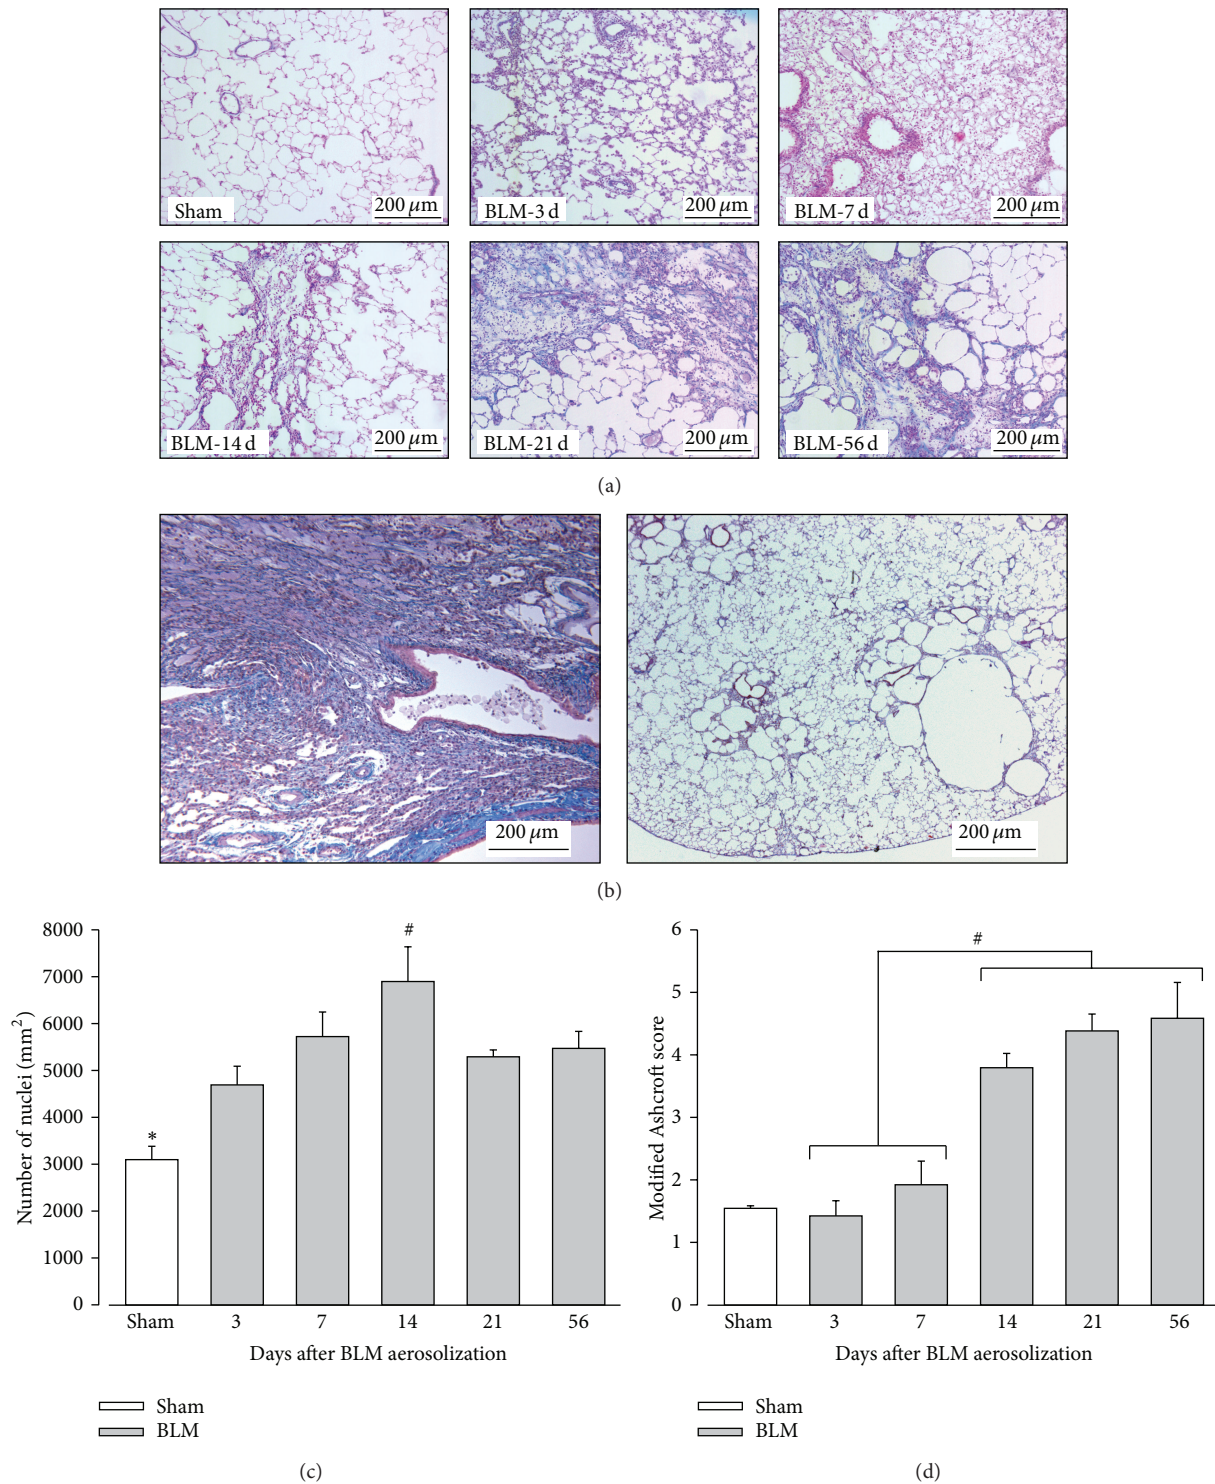 Sham
200 μm
BLM-3 d
200 μm
BLM-7 d
200 μm
BLM-14 d
200 μm
BLM-21 d
200 μm
BLM-56 d
200 μm
(a)
200 μm
200 μm
(b)
Number of nuclei (mm²)
8000
7000
6000
5000
4000
3000
2000
1000
0
*
#
Sham 3 7 14 21 56
Days after BLM aerosolization
Sham
BLM
(c)
Modified Ashcroft score
6
5
4
3
2
1
0
#
Sham 3 7 14 21 56
Days after BLM aerosolization
Sham
BLM
(d)